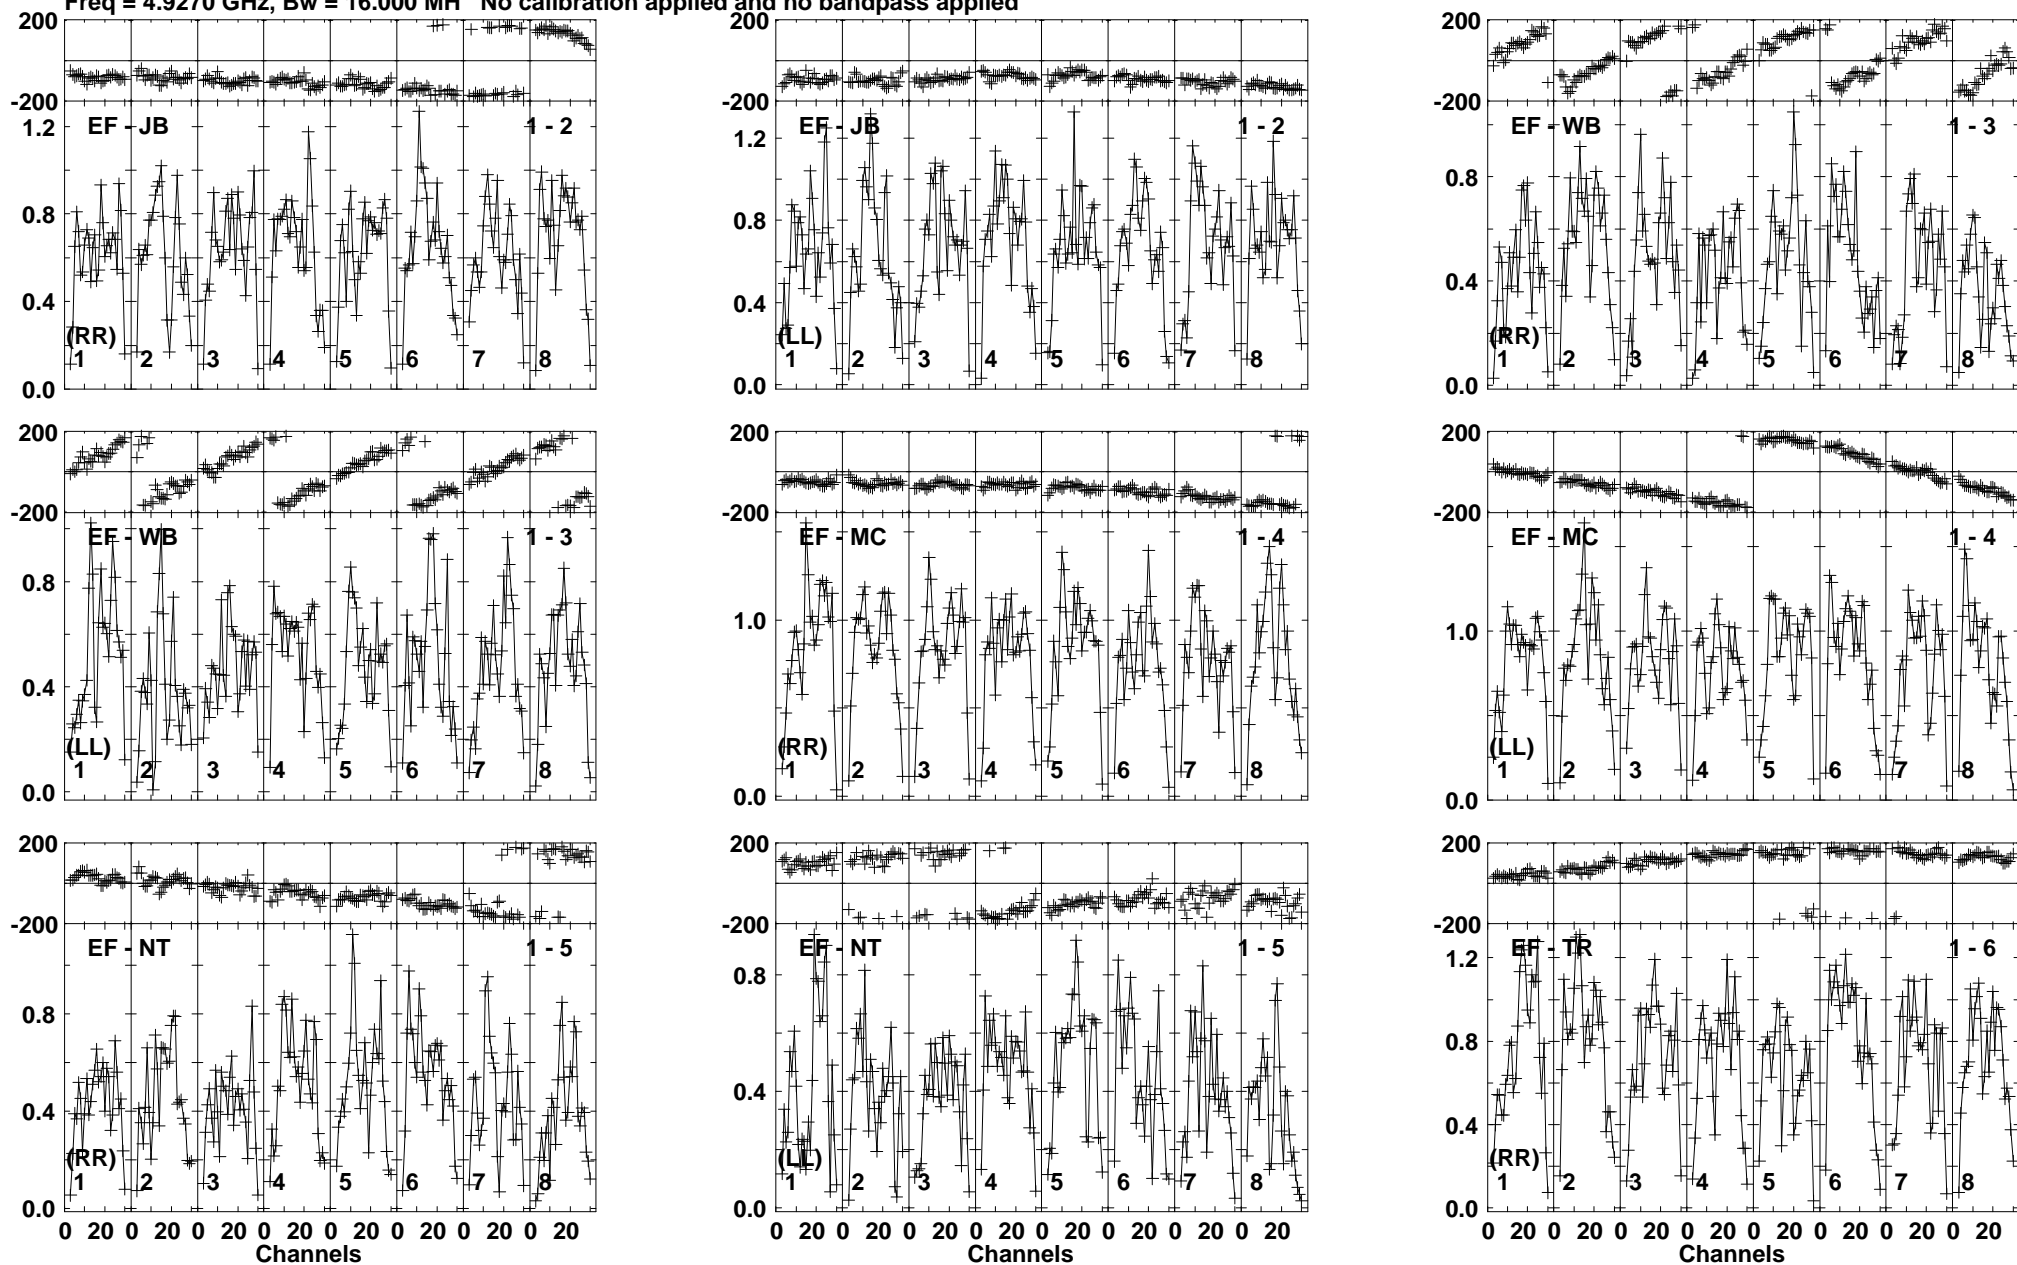 Freq = 4.9270 GHz, Bw = 16.000 MH No calibration applied and no bandpass applied
200 200 200
-200 -200 -200
EF - JB 1 - 2 EF - JB 1 - 2 EF - WB 1 - 3
1.2 1.2
0.8 0.8 0.8
0.4 0.4 0.4
(RR) (LL) (RR)
1 2 3 4 5 6 7 8 1 2 3 4 5 6 7 8 1 2 3 4 5 6 7 8
0.0 0.0 0.0
200 200 200
-200 -200 -200
EF - WB 1 - 3 EF - MC 1 - 4 EF - MC 1 - 4
0.8 1.0 1.0
0.4
(LL) (RR) (LL)
1 2 3 4 5 6 7 8 1 2 3 4 5 6 7 8 1 2 3 4 5 6 7 8
0.0 0.0 0.0
200 200 200
-200 -200 -200
EF - NT 1 - 5 EF - NT 1 - 5 EF - TR 1 - 6
1.2
0.8 0.8 0.8
0.4 0.4 0.4
(RR) (LL) (RR)
1 2 3 4 5 6 7 8 1 2 3 4 5 6 7 8 1 2 3 4 5 6 7 8
0.0 0.0 0.0
0 20 0 20 0 20 0 20 0 20 0 20 0 20 0 20 0 20 0 20 0 20 0 20 0 20 0 20 0 20 0 20 0 20 0 20 0 20 0 20 0 20 0 20 0 20 0 20
Channels Channels Channels